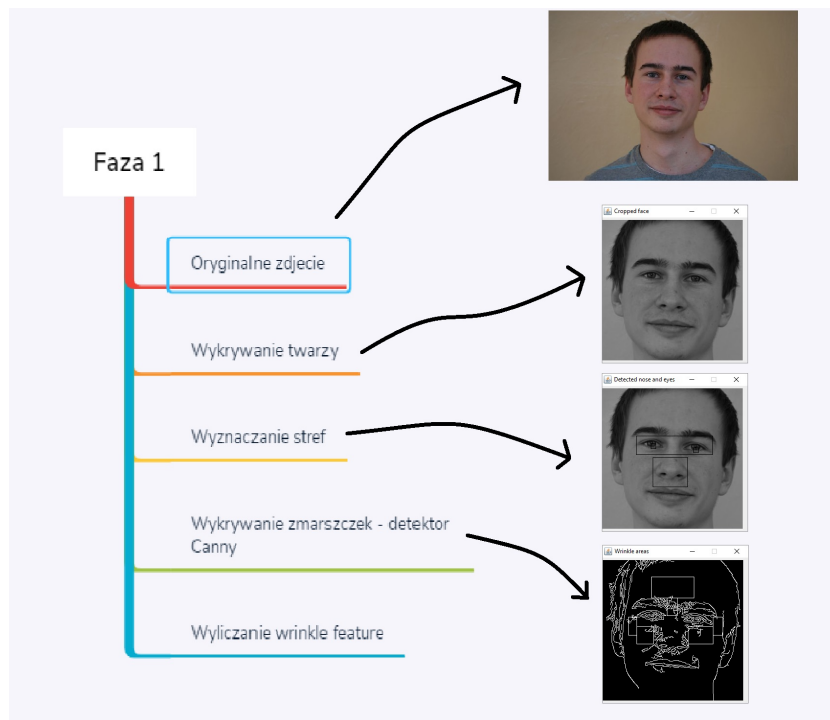 Faza 1
Oryginalne zdjecie
Wykrywanie twarzy
Wyznaczanie stref
Wykrywanie zmarszczek - detektor
Canny
Wyliczanie wrinkle feature
Cropped face
Detected nose and eyes
Wrinkle areas